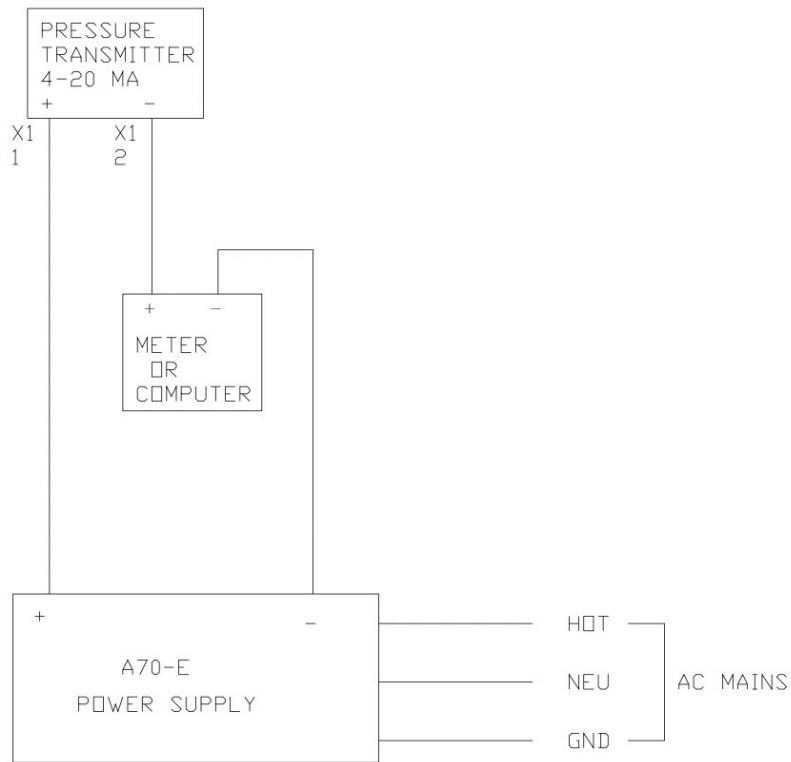 PRESSURE
TRANSMITTER
4-20 MA
+ −
X1 X1
1 2
+ −
METER
OR
COMPUTER
+ −
A70-E
POWER SUPPLY
HOT
NEU AC MAINS
GND